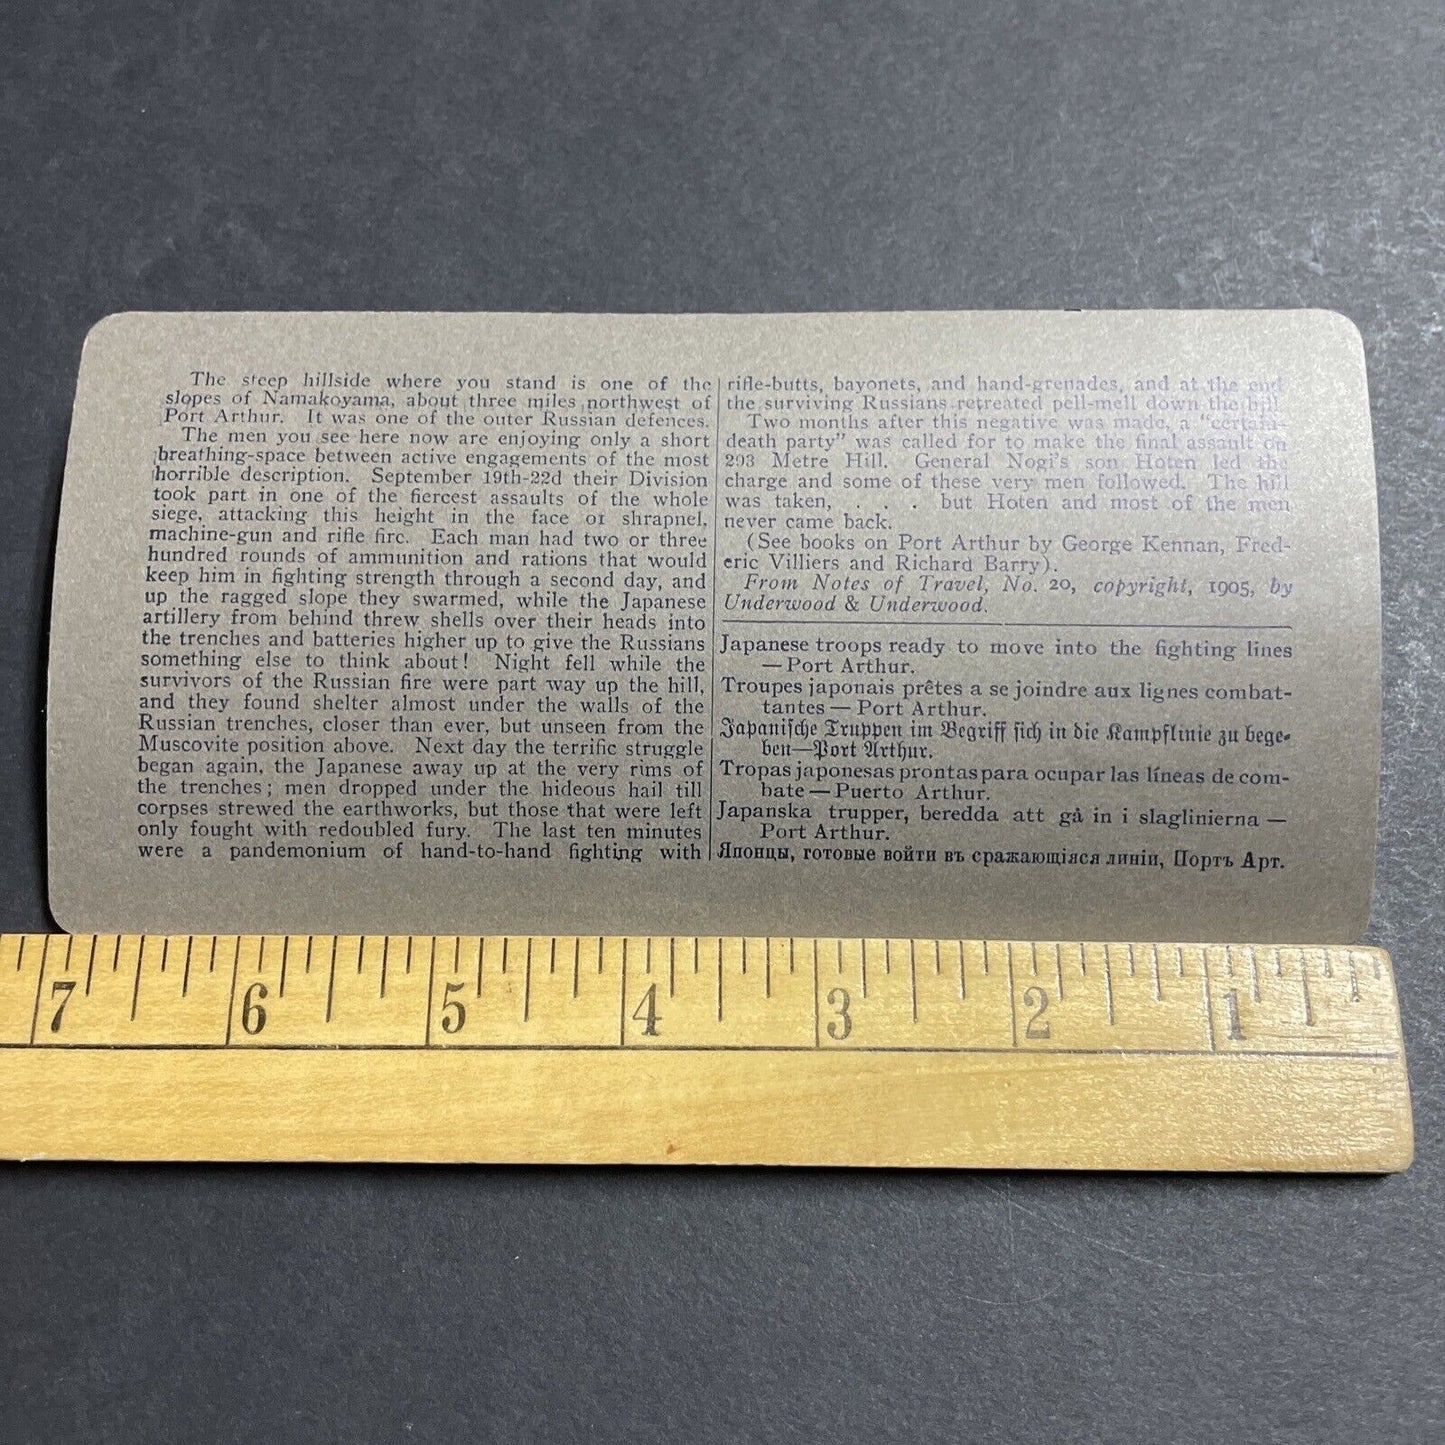 The steep hillside where you stand is one of the
slopes of Namakoyama, about three miles northwest of
Port Arthur. It was one of the outer Russian defences.
The men you see here now are enjoying only a short
breathing-space between active engagements of the most
horrible description. September 19th-22d their Division
took part in one of the fiercest assaults of the whole
siege, attacking this height in the face of shrapnel,
machine-gun and rifle fire. Each man had two or three
hundred rounds of ammunition and rations that would
keep him in fighting strength through a second day, and
up the ragged slope they swarmed, while the Japanese
artillery from behind threw shells over their heads into
the trenches and batteries higher up to give the Russians
something else to think about! Night fell while the
survivors of the Russian fire were part way up the hill,
and they found shelter almost under the walls of the
Russian trenches, closer than ever, but unseen from the
Muscovite position above. Next day the terrific struggle
began again, the Japanese away up at the very rims of
the trenches; men dropped under the hideous hail till
corpses strewed the earthworks, but those that were left
only fought with redoubled fury. The last ten minutes
were a pandemonium of hand-to-hand fighting with
rifle-butts, bayonets, and hand-grenades, and at the end
the surviving Russians retreated pell-mell down the hill.
Two months after this negative was made, a "certain-
death party" was called for to make the final assault on
203 Metre Hill. General Nogi's son Hoten led the
charge and some of these very men followed. The hill
was taken, . . . but Hoten and most of the men
never came back.
(See books on Port Arthur by George Kennan, Fred-
eric Villiers and Richard Barry).
From Notes of Travel, No. 20, copyright, 1905, by
Underwood & Underwood.
Japanese troops ready to move into the fighting lines
— Port Arthur.
Troupes japonais prêtes a se joindre aux lignes combat-
tantes — Port Arthur.
Japanische Truppen im Begriff sich in die Kampflinie zu bege-
ben—Port Arthur.
Tropas japonesas prontas para ocupar las líneas de com-
bate — Puerto Arthur.
Japanska trupper, beredda att gå in i slaglinierna —
Port Arthur.
Японцы, готовые войти въ сражающіяся линіи, Портъ Арт.
7 6 5 4 3 2 1